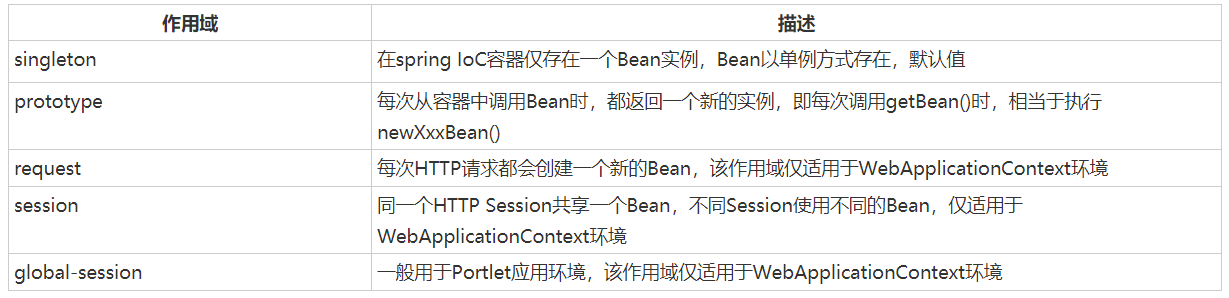 作用域 描述
singleton 在spring IoC容器仅存在一个Bean实例，Bean以单例方式存在，默认值
prototype 每次从容器中调用Bean时，都返回一个新的实例，即每次调用getBean()时，相当于执行
newXxxBean()
request 每次HTTP请求都会创建一个新的Bean，该作用域仅适用于WebApplicationContext环境
session 同一个HTTP Session共享一个Bean，不同Session使用不同的Bean，仅适用于
WebApplicationContext环境
global-session 一般用于Portlet应用环境，该作用域仅适用于WebApplicationContext环境